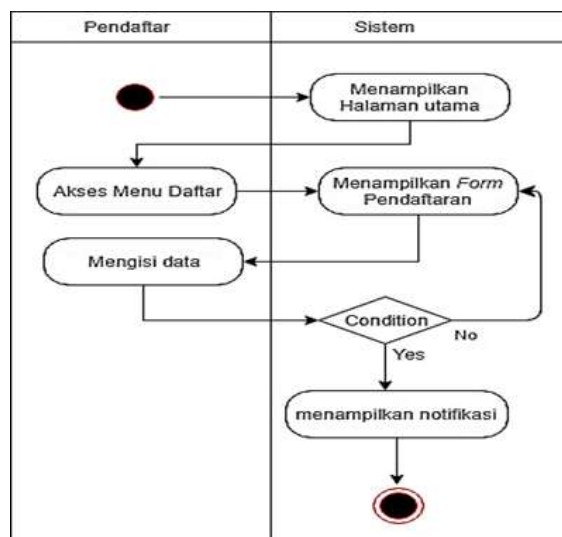 Pendaftar
Sistem
Menampilkan
Halaman utama
Akses Menu Daftar
Menampilkan Form
Pendaftaran
Mengisi data
Condition
No
Yes
menampilkan notifikasi